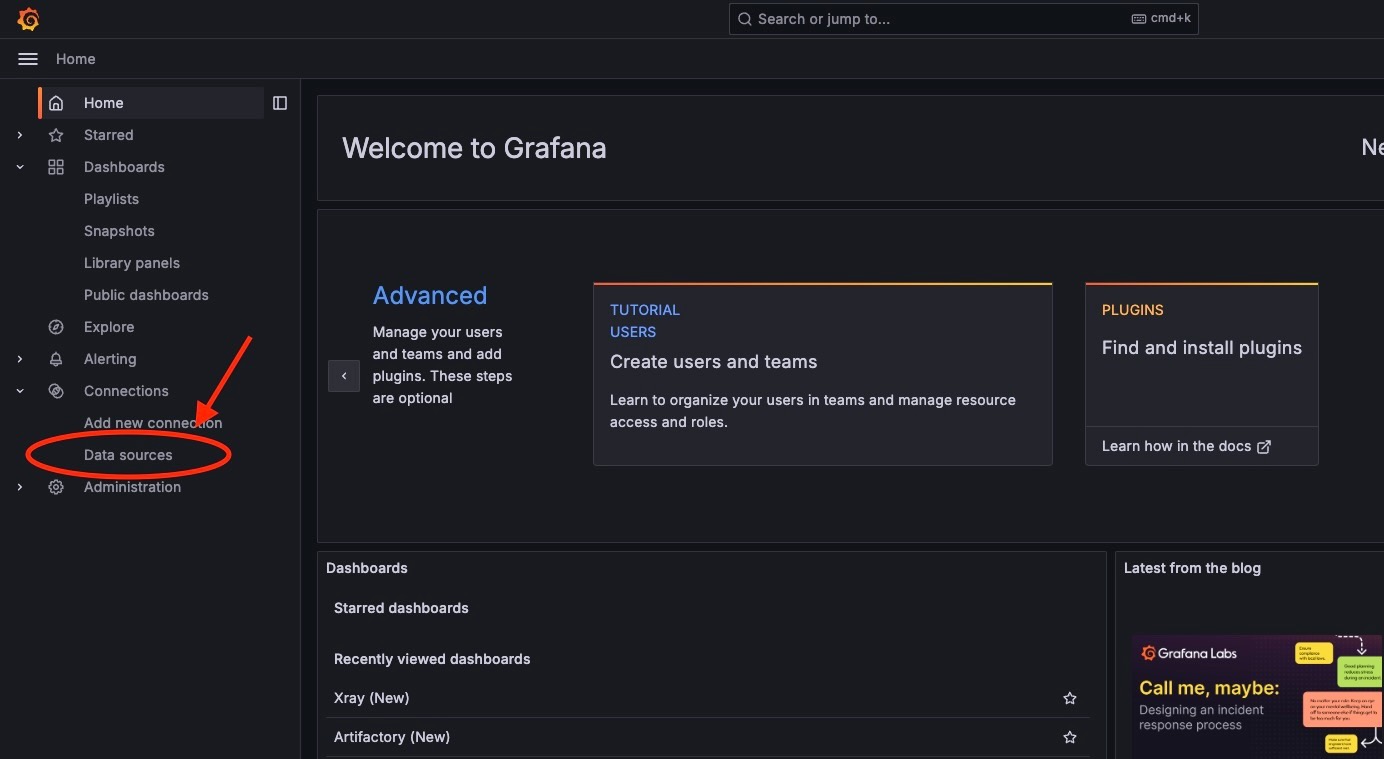 Search or jump to...
cmd+k
Home
Home
Starred
Dashboards
Playlists
Snapshots
Library panels
Public dashboards
Explore
Alerting
Connections
Add new connection
Data sources
Administration
Welcome to Grafana
Ne
Advanced
Manage your users
and teams and add
plugins. These steps
are optional
TUTORIAL
USERS
Create users and teams
Learn to organize your users in teams and manage resource
access and roles.
PLUGINS
Find and install plugins
Learn how in the docs
Dashboards
Starred dashboards
Recently viewed dashboards
Xray (New)
Artifactory (New)
Latest from the blog
Grafana Labs
Call me, maybe:
Designing an incident
response process